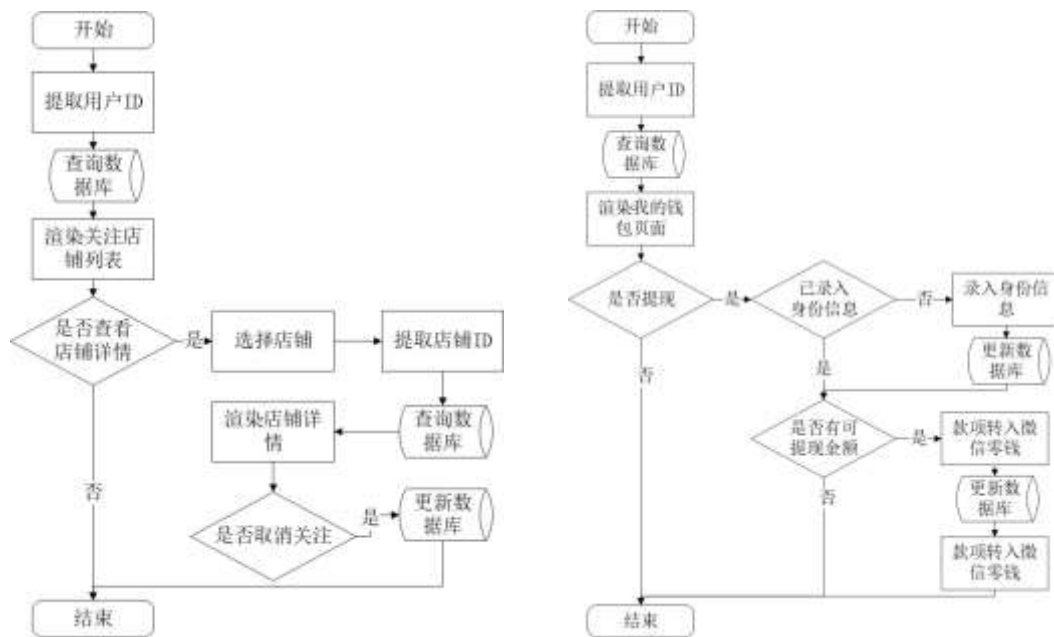 开始
提取用户ID
查询数
据库
渲染关注店
铺列表
是否查看
店铺详情
是
选择店铺
提取店铺ID
查询数
据库
渲染店铺详
情
是否取消关注
是
更新数
据库
否
结束
开始
提取用户ID
查询数
据库
渲染我的钱
包页面
是否提现
是
已录入
身份信息
否
录入身份信
息
更新数
据库
是
否
是否有可
提现金额
是
款项转入微
信零钱
更新数
据库
否
款项转入微
信零钱
结束